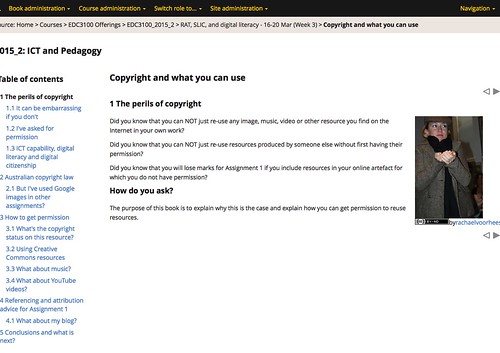 Book administration Course administration Switch role to... Site administration Navigation
ource: Home > Courses > EDC3100 Offerings > EDC3100_2015_2 > RAT, SLIC, and digital literacy - 16-20 Mar (Week 3) > Copyright and what you can use
2015_2: ICT and Pedagogy
Table of contents
1 The perils of copyright
1.1 It can be embarrassing
if you don't
1.2 I've asked for
permission
1.3 ICT capability, digital
literacy and digital
citizenship
2 Australian copyright law
2.1 But I've used Google
Images in other
assignments?
3 How to get permission
3.1 What's the copyright
status on this resource?
3.2 Using Creative
Commons resources
3.3 What about music?
3.4 What about YouTube
videos?
4 Referencing and attribution
advice for Assignment 1
4.1 What about my blog?
5 Conclusions and what is
next?
Copyright and what you can use
1 The perils of copyright
Did you know that you can NOT just re-use any image, music, video or other resource you find on the
Internet in your own work?
Did you know that you can NOT just re-use resources produced by someone else without first having their
permission?
Did you know that you will lose marks for Assignment 1 if you include resources in your online artefact for
which you do not have permission?
How do you ask?
The purpose of this book is to explain why this is the case and explain how you can get permission to reuse
resources.
by rachaelvoorhees